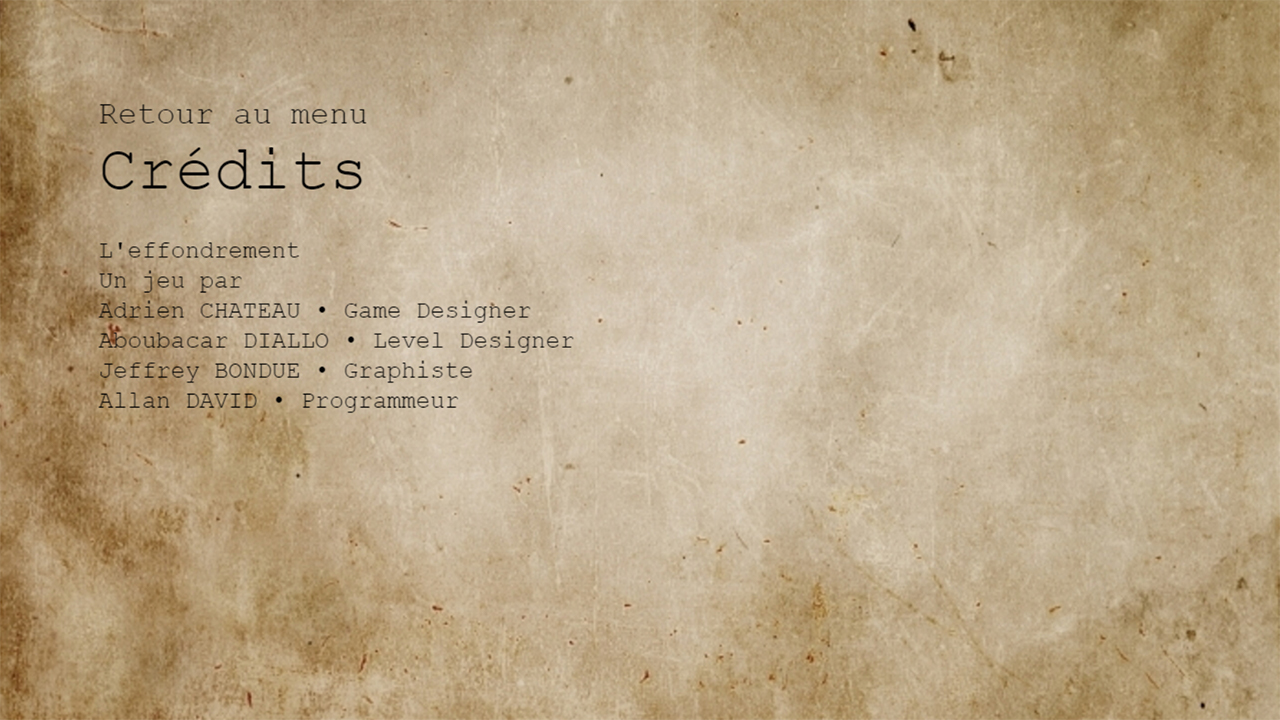 Retour au menu
Crédits
L'effondrement
Un jeu par
Adrien CHATEAU • Game Designer
Aboubacar DIALLO • Level Designer
Jeffrey BONDUE • Graphiste
Allan DAVID • Programmeur